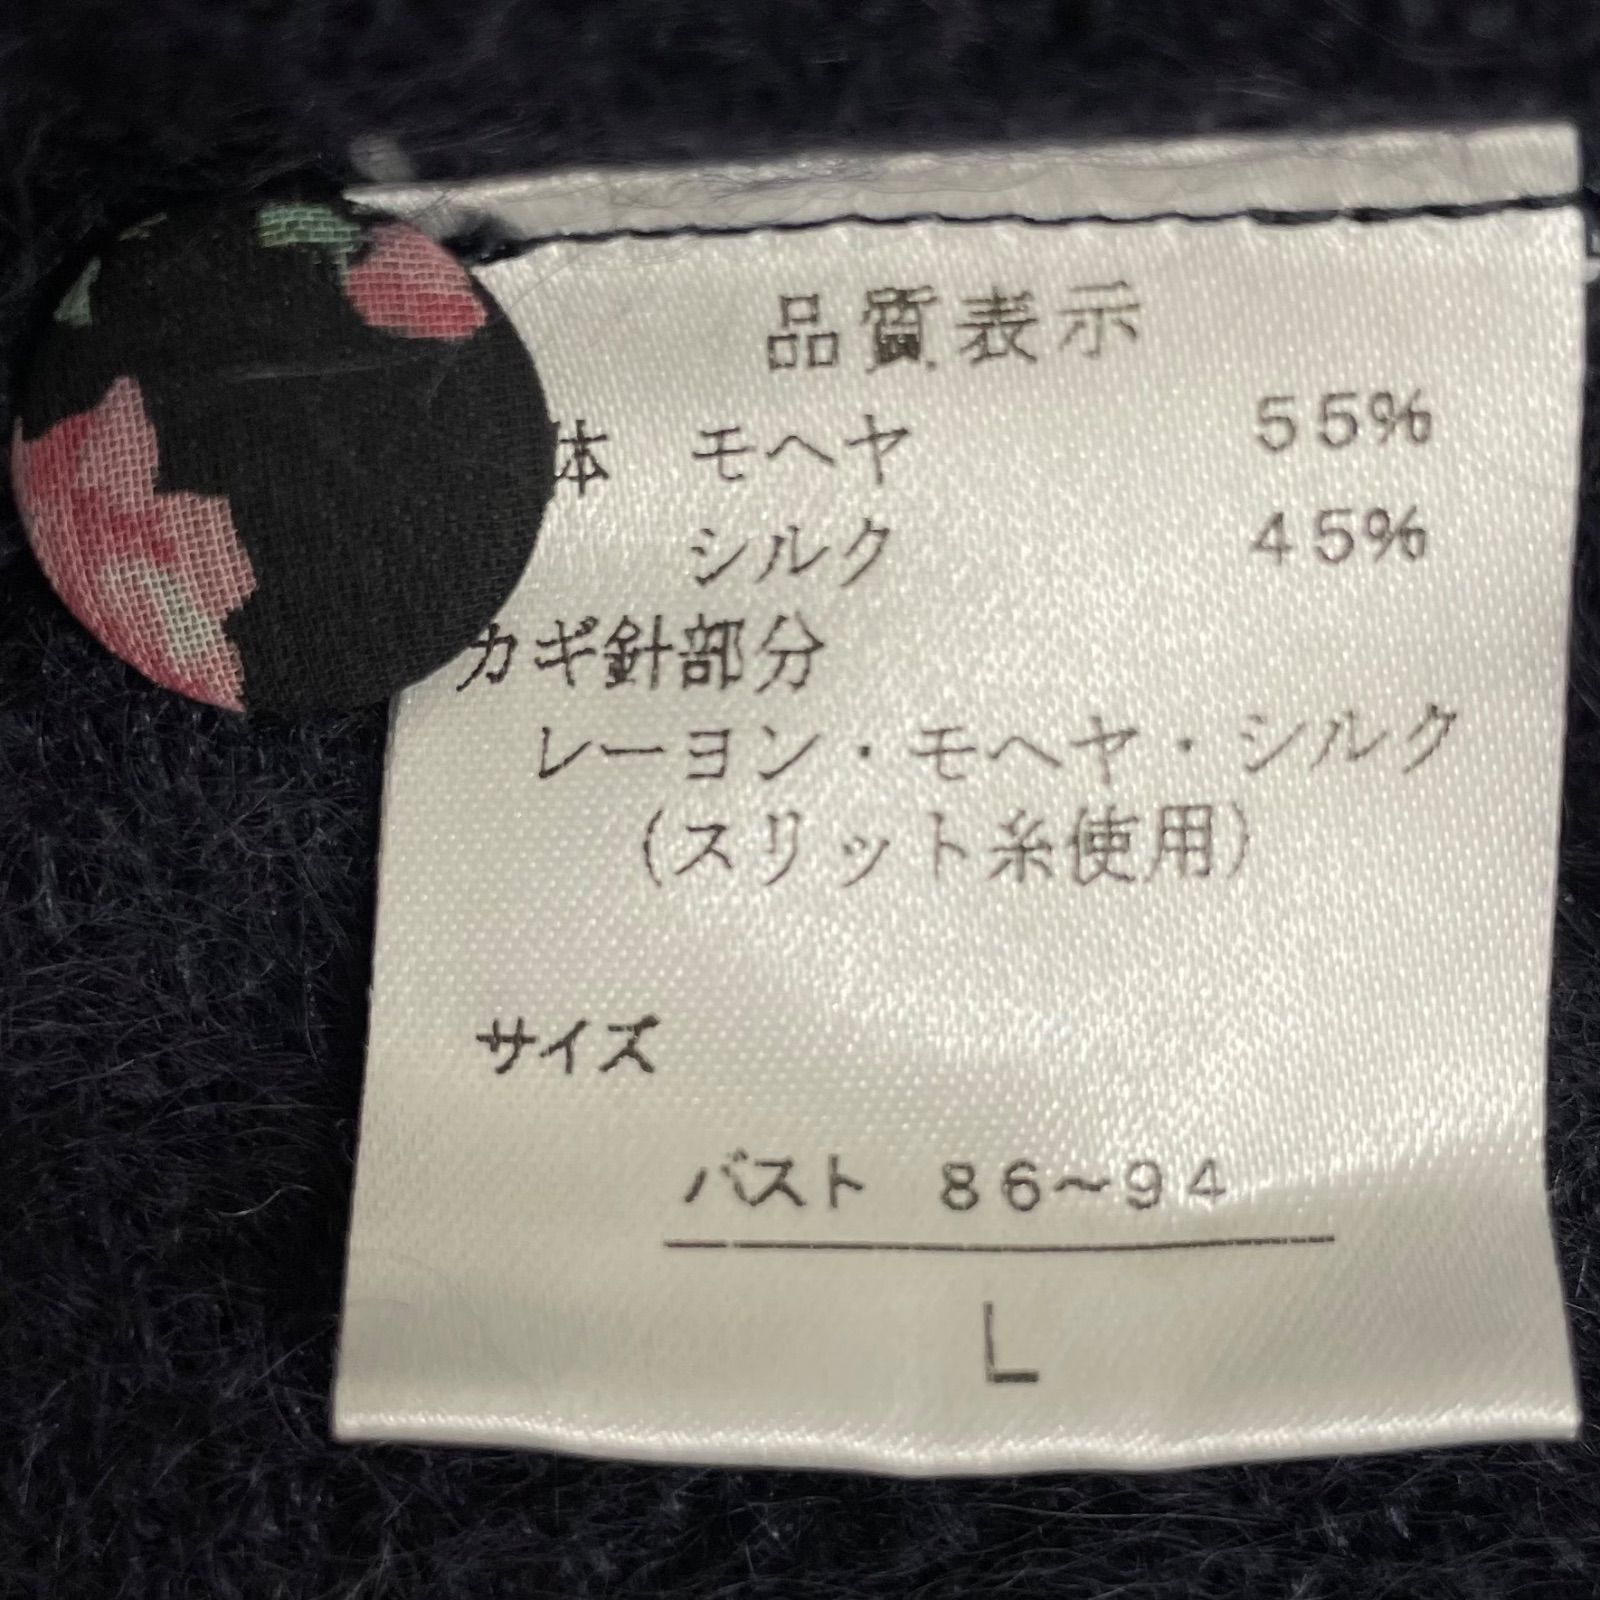 品質表示
体 モヘヤ 55%
シルク 45%
カギ針部分
レーヨン・モヘヤ・シルク
(スリット糸使用)
サイズ
バスト 86〜94
L